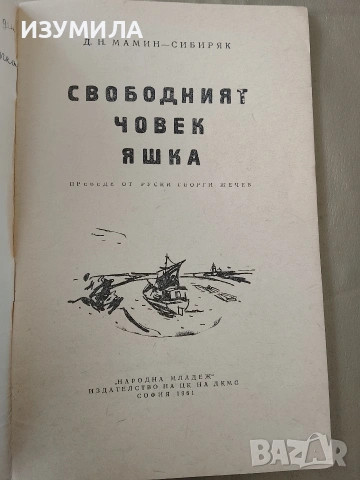 ИЗУМИЛА
Д. Н. МАМИН—СИБИРЯК
СВОБОДНИЯТ
ЧОВЕК
ЯШКА
ПРЕВЕДЕ ОТ РУСКИ ГЕОРГИ ЖЕЧЕВ
„НАРОДНА МЛАДЕЖ“
ИЗДАТЕЛСТВО НА ЦК НА ДКМС
СОФИЯ 1961
bazar